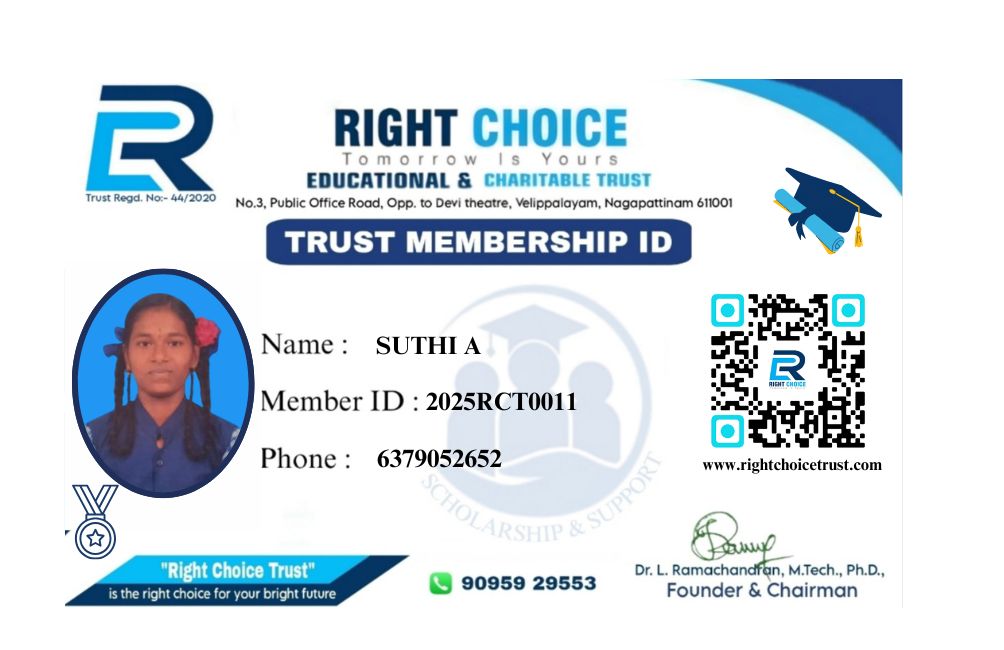 RIGHT CHOICE
Tomorrow Is Yours
EDUCATIONAL & CHARITABLE TRUST
Trust Regd. No:- 44/2020
No.3, Public Office Road, Opp. to Devi theatre, Velippalayam, Nagapattinam 611001
TRUST MEMBERSHIP ID
Name : SUTHI A
Member ID : 2025RCT0011
Phone : 6379052652
SCHOLARSHIP & SUPPORT
RIGHT CHOICE
www.rightchoicetrust.com
"Right Choice Trust"
is the right choice for your bright future
90959 29553
Dr. L. Ramachandran, M.Tech., Ph.D.,
Founder & Chairman